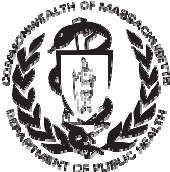 COMMONWEALTH OF MASSACHUSETTS
DEPARTMENT OF PUBLIC HEALTH